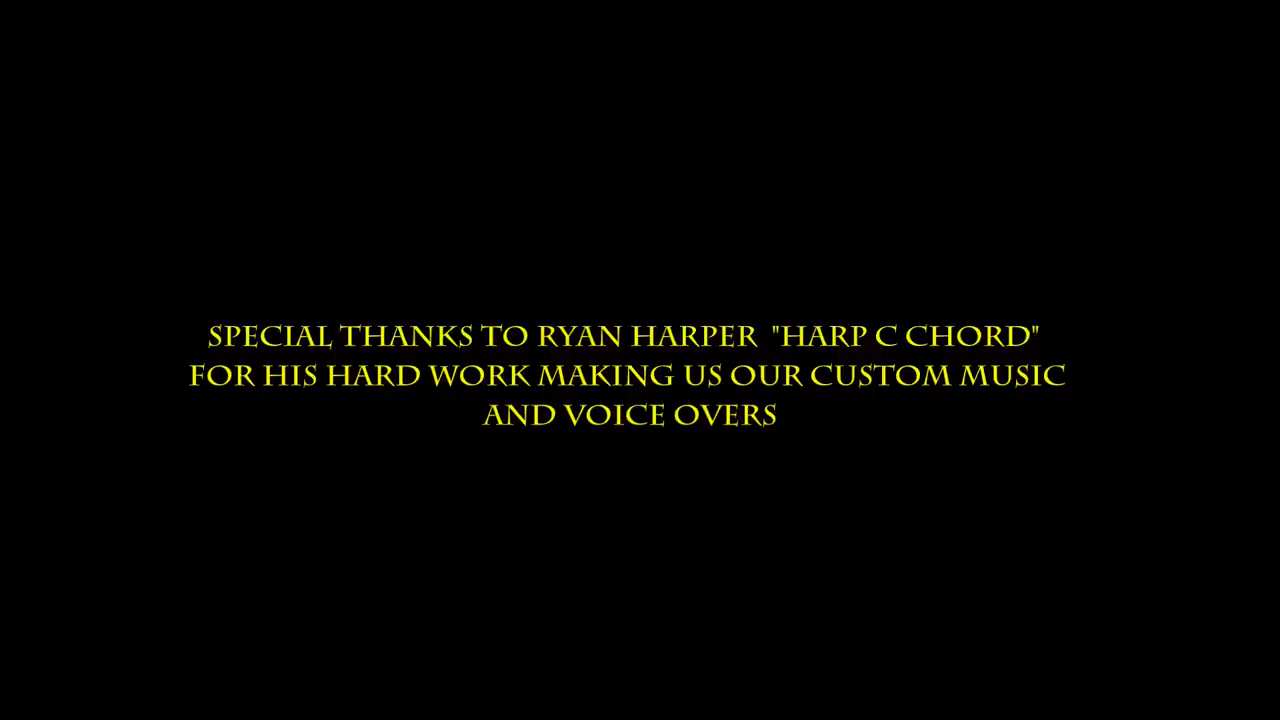 SPECIAL THANKS TO RYAN HARPER "HARP C CHORD"
FOR HIS HARD WORK MAKING US OUR CUSTOM MUSIC
AND VOICE OVERS